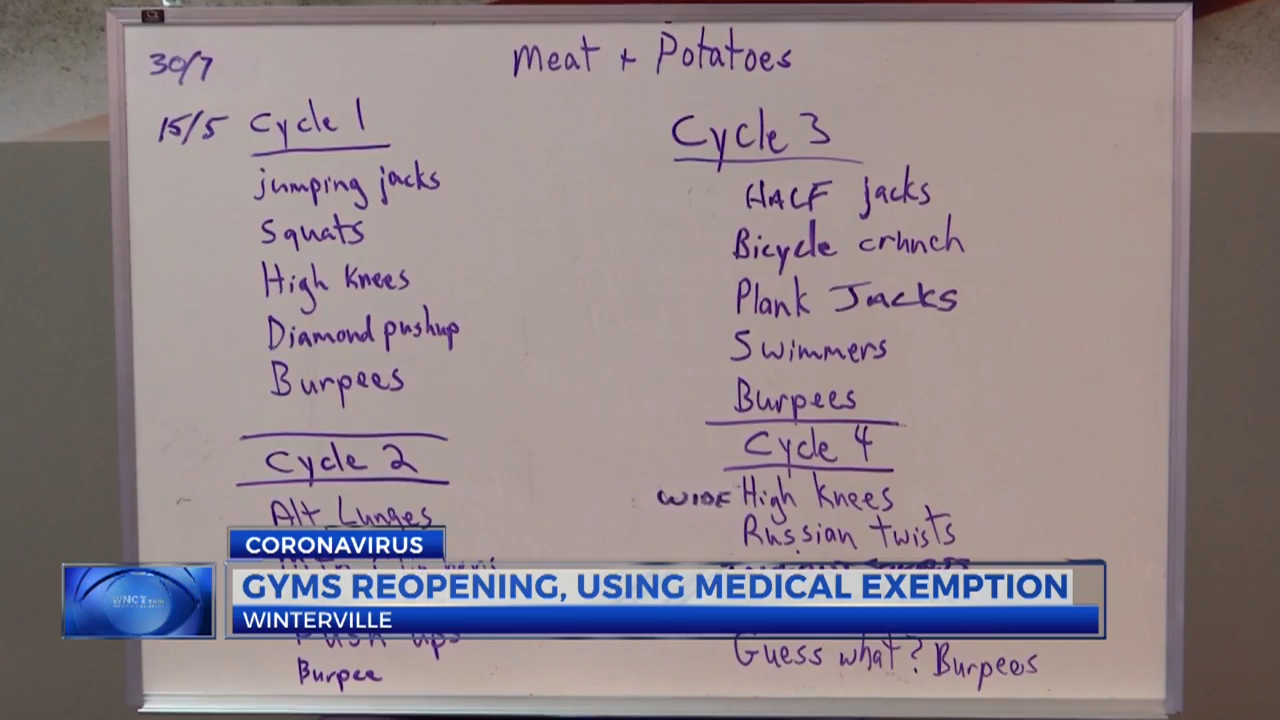 Meat + Potatoes
30/7
15/5 Cycle 1
jumping jacks
Squats
High Knees
Diamond pushup
Burpees
Cycle 2
Alt Lunges
Push ups
Burpee
Cycle 3
HALF jacks
Bicycle crunch
Plank Jacks
Swimmers
Burpees
Cycle 4
WIDE High Knees
Russian twists
Guess what? Burpees
CORONAVIRUS
WNCT
GYMS REOPENING, USING MEDICAL EXEMPTION
WINTERVILLE